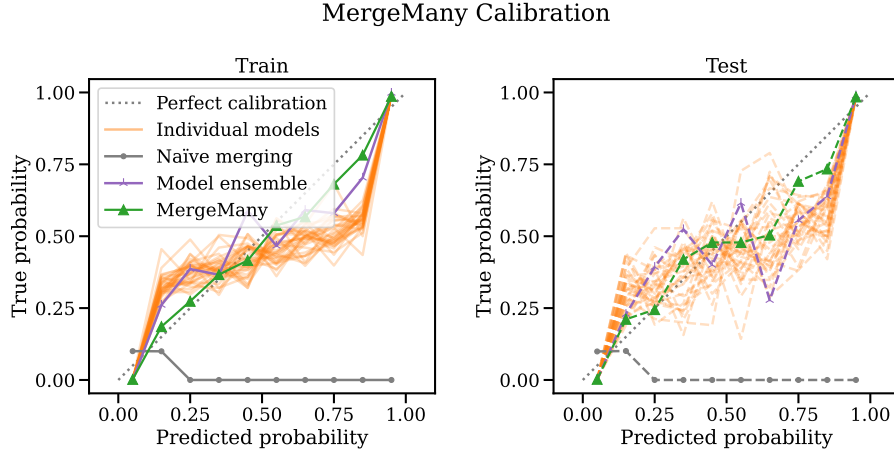 MergeMany Calibration
Train
True probability
1.00
0.75
0.50
0.25
0.00
Perfect calibration
Individual models
Naïve merging
Model ensemble
MergeMany
0.00 0.25 0.50 0.75 1.00
Predicted probability
Test
True probability
1.00
0.75
0.50
0.25
0.00
0.00 0.25 0.50 0.75 1.00
Predicted probability